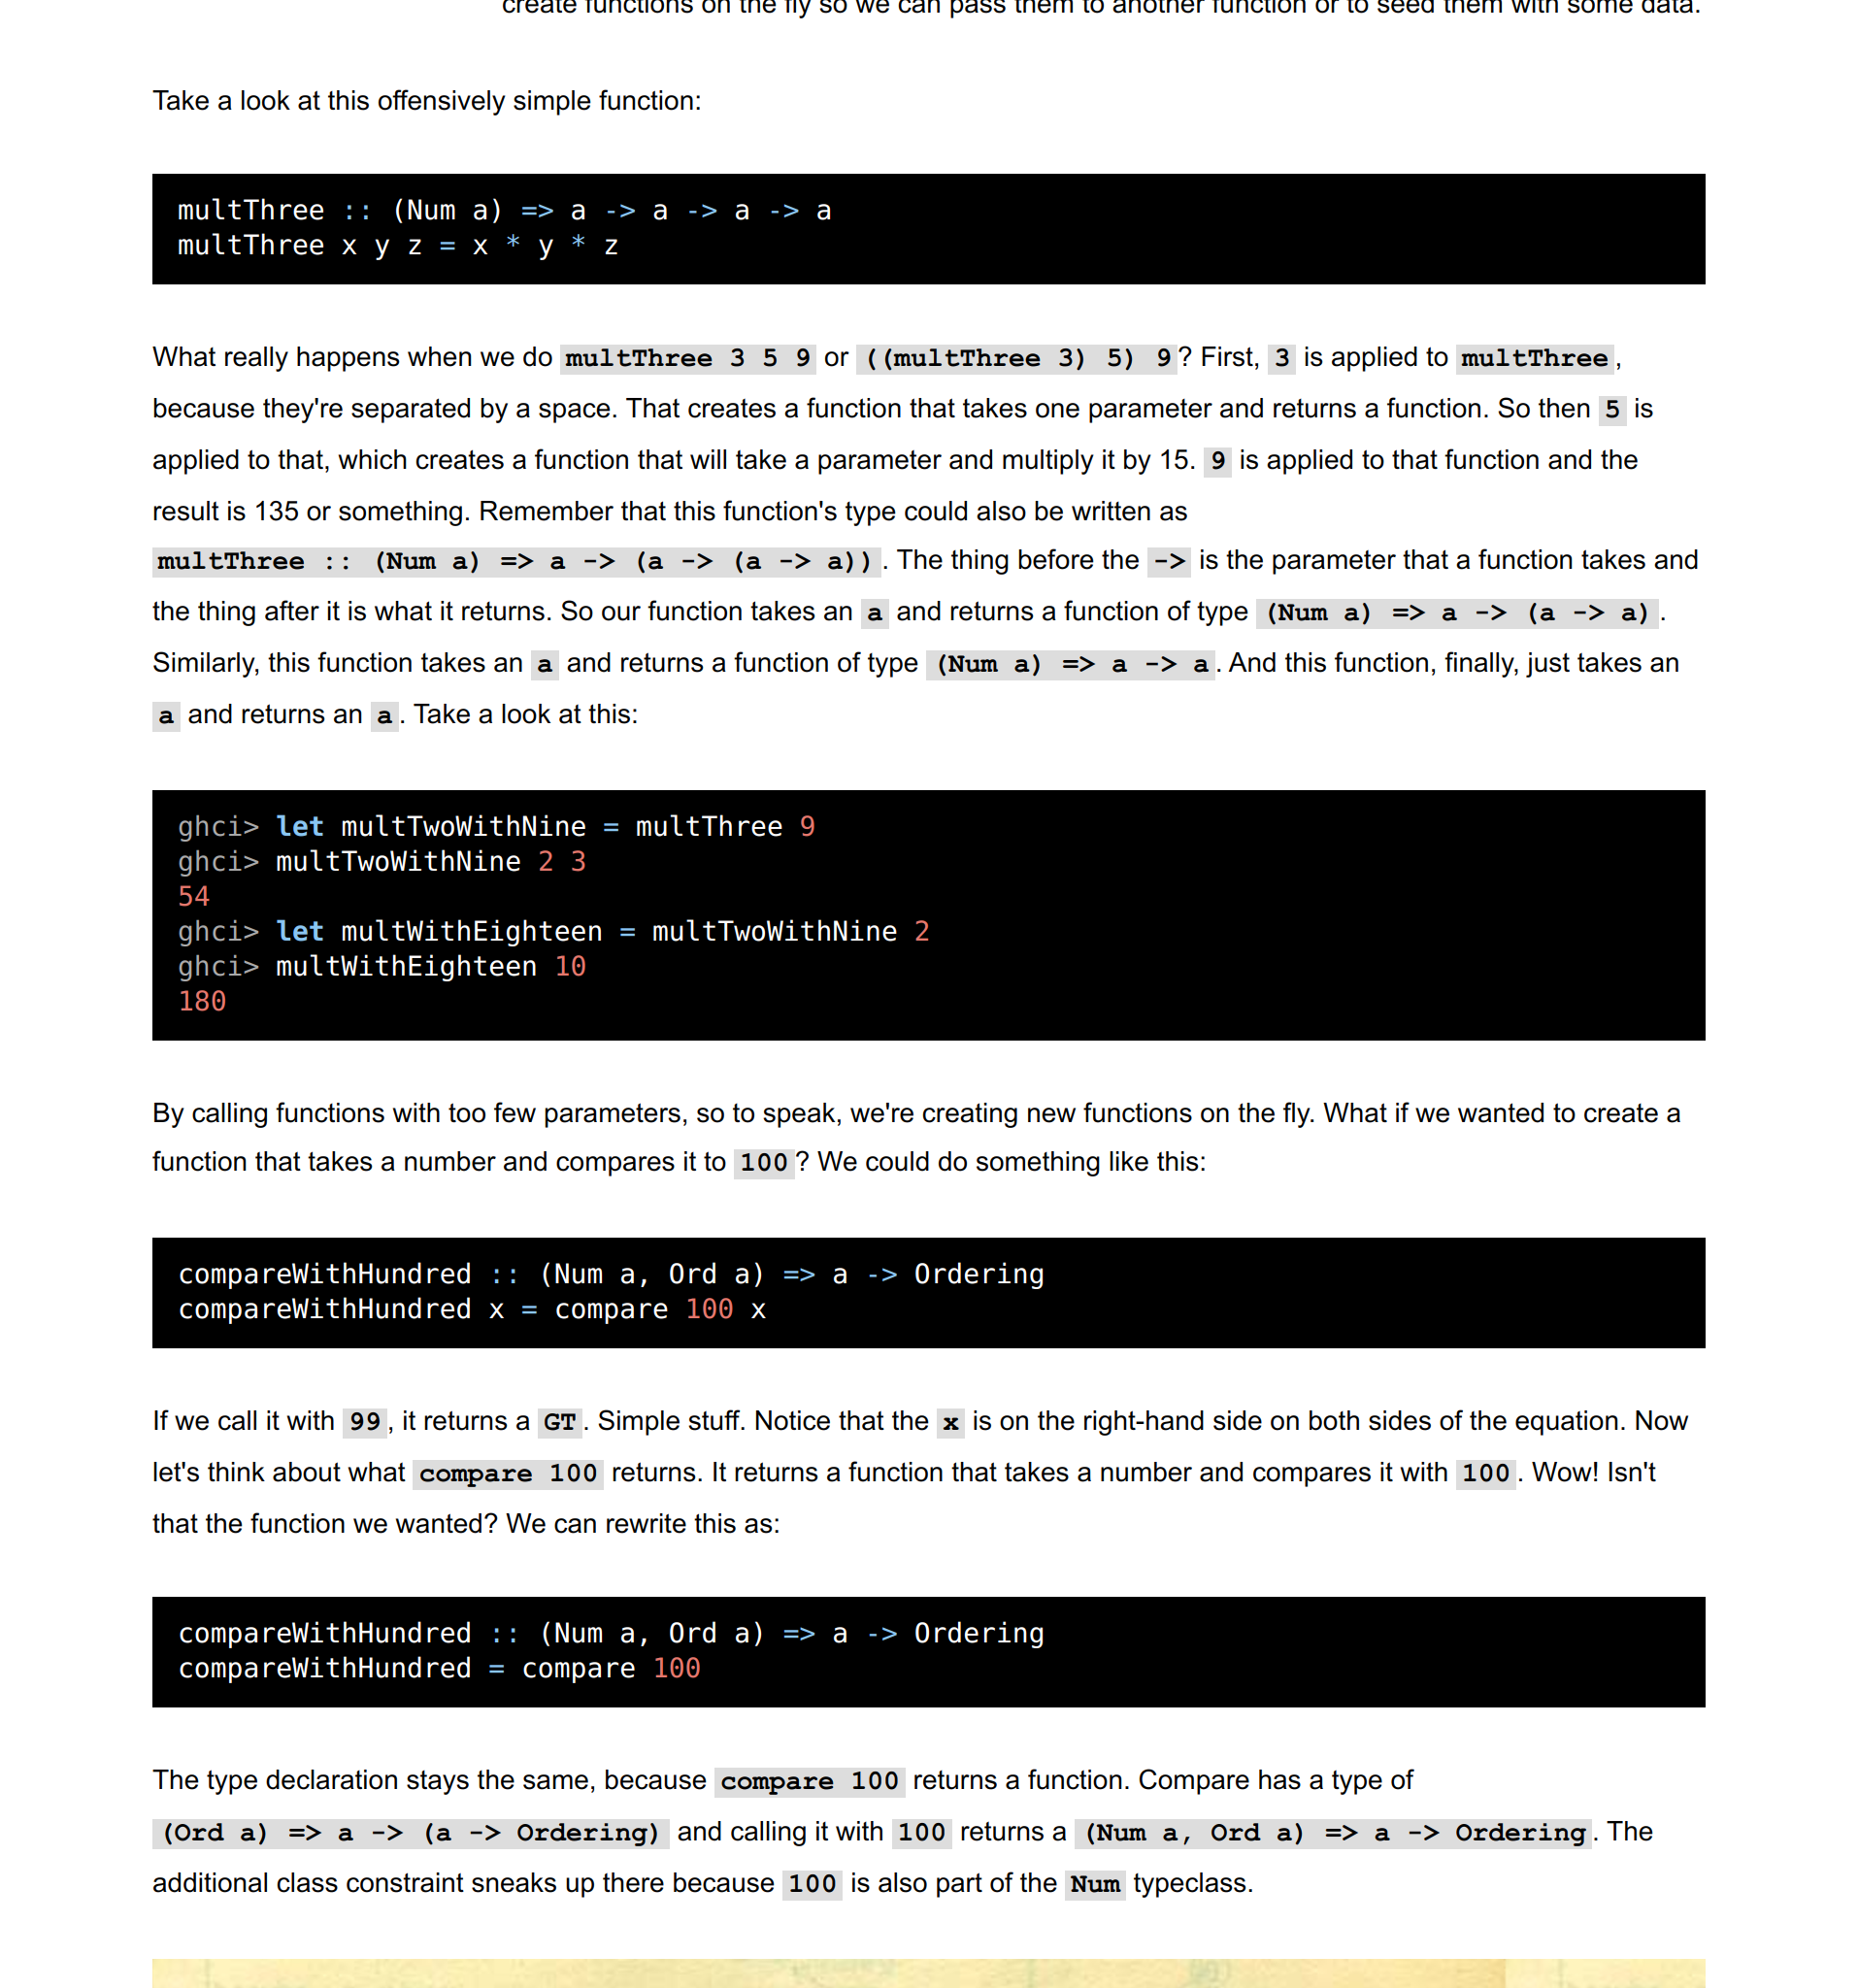 create functions on the fly so we can pass them to another function or to seed them with some data.
Take a look at this offensively simple function:
multThree :: (Num a) => a -> a -> a -> a
multThree x y z = x * y * z
What really happens when we do multThree 3 5 9 or ((multThree 3) 5) 9? First, 3 is applied to multThree,
because they're separated by a space. That creates a function that takes one parameter and returns a function. So then 5 is
applied to that, which creates a function that will take a parameter and multiply it by 15. 9 is applied to that function and the
result is 135 or something. Remember that this function's type could also be written as
multThree :: (Num a) => a -> (a -> (a -> a)). The thing before the -> is the parameter that a function takes and
the thing after it is what it returns. So our function takes an a and returns a function of type (Num a) => a -> (a -> a).
Similarly, this function takes an a and returns a function of type (Num a) => a -> a. And this function, finally, just takes an
a and returns an a. Take a look at this:
ghci> let multTwoWithNine = multThree 9
ghci> multTwoWithNine 2 3
54
ghci> let multWithEighteen = multTwoWithNine 2
ghci> multWithEighteen 10
180
By calling functions with too few parameters, so to speak, we're creating new functions on the fly. What if we wanted to create a
function that takes a number and compares it to 100? We could do something like this:
compareWithHundred :: (Num a, Ord a) => a -> Ordering
compareWithHundred x = compare 100 x
If we call it with 99, it returns a GT. Simple stuff. Notice that the x is on the right-hand side on both sides of the equation. Now
let's think about what compare 100 returns. It returns a function that takes a number and compares it with 100. Wow! Isn't
that the function we wanted? We can rewrite this as:
compareWithHundred :: (Num a, Ord a) => a -> Ordering
compareWithHundred = compare 100
The type declaration stays the same, because compare 100 returns a function. Compare has a type of
(Ord a) => a -> (a -> Ordering) and calling it with 100 returns a (Num a, Ord a) => a -> Ordering. The
additional class constraint sneaks up there because 100 is also part of the Num typeclass.